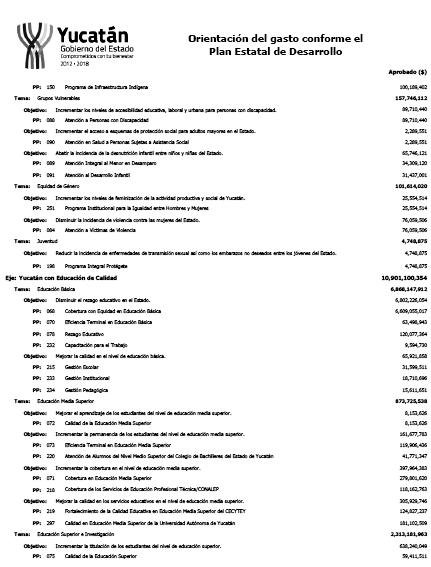 Yucatán
Gobierno del Estado
Comprometidos con tu bienestar
2012 • 2018
Orientación del gasto conforme el
Plan Estatal de Desarrollo
Aprobado ($)
PP: 150 Programa de Infraestructura Indígena 100,189,402
Tema: Grupos Vulnerables 157,746,112
Objetivo: Incrementar los niveles de accesibilidad educativa, laboral y urbana para personas con discapacidad. 89,710,440
PP: 088 Atención a Personas con Discapacidad 89,710,440
Objetivo: Incrementar el acceso a esquemas de protección social para adultos mayores en el Estado. 2,289,551
PP: 090 Atención en Salud a Personas Sujetas a Asistencia Social 2,289,551
Objetivo: Abatir la incidencia de la desnutrición infantil entre niños y niñas del Estado. 65,746,121
PP: 089 Atención Integral al Menor en Desamparo 34,309,120
PP: 091 Atención al Desarrollo Infantil 31,437,001
Tema: Equidad de Género 101,614,020
Objetivo: Incrementar los niveles de feminización de la actividad productiva y social de Yucatán. 25,554,514
PP: 251 Programa Institucional para la Igualdad entre Hombres y Mujeres 25,554,514
Objetivo: Disminuir la incidencia de violencia contra las mujeres del Estado. 76,059,506
PP: 084 Atención a Víctimas de Violencia 76,059,506
Tema: Juventud 4,748,875
Objetivo: Reducir la incidencia de enfermedades de transmisión sexual así como los embarazos no deseados entre los jóvenes del Estado. 4,748,875
PP: 198 Programa Integral Protégete 4,748,875
Eje: Yucatán con Educación de Calidad 10,901,100,354
Tema: Educación Básica 6,868,147,912
Objetivo: Disminuir el rezago educativo en el Estado. 6,802,226,054
PP: 068 Cobertura con Equidad en Educación Básica 6,609,055,017
PP: 070 Eficiencia Terminal en Educación Básica 63,498,943
PP: 078 Rezago Educativo 120,077,364
PP: 232 Capacitación para el Trabajo 9,594,730
Objetivo: Mejorar la calidad en el nivel de educación básica. 65,921,858
PP: 215 Gestión Escolar 31,599,511
PP: 233 Gestión Institucional 18,710,696
PP: 234 Gestión Pedagógica 15,611,651
Tema: Educación Media Superior 873,725,538
Objetivo: Mejorar el aprendizaje de los estudiantes del nivel de educación media superior. 8,153,626
PP: 072 Calidad de la Educación Media Superior 8,153,626
Objetivo: Incrementar la permanencia de los estudiantes del nivel de educación media superior. 161,677,783
PP: 073 Eficiencia Terminal en Educación Media Superior 119,906,436
PP: 220 Atención de Alumnos del Nivel Medio Superior del Colegio de Bachilleres del Estado de Yucatán 41,771,347
Objetivo: Incrementar la cobertura en el nivel de educación media superior. 397,964,383
PP: 071 Cobertura en Educación Media Superior 279,801,620
PP: 218 Cobertura de los Servicios de Educación Profesional Técnica/CONALEP 118,162,763
Objetivo: Mejorar la calidad en los servicios educativos en el nivel de educación media superior. 305,929,746
PP: 219 Fortalecimiento de la Calidad Educativa en Educación Media Superior del CECYTEY 124,827,237
PP: 297 Calidad en Educación Media Superior de la Universidad Autónoma de Yucatán 181,102,509
Tema: Educación Superior e Investigación 2,313,181,963
Objetivo: Incrementar la titulación de los estudiantes del nivel de educación superior. 638,240,049
PP: 075 Calidad de la Educación Superior 59,411,511